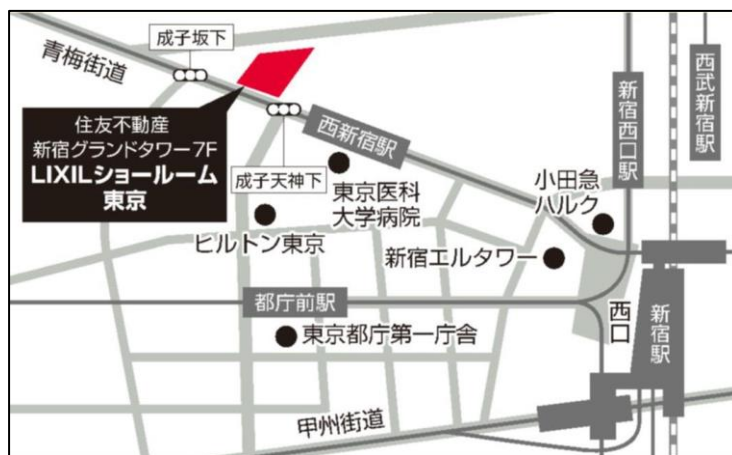 成子坂下
青梅街道
住友不動産
新宿グランドタワー7F
LIXILショールーム
東京
西新宿駅
成子天神下
東京医科
大学病院
ヒルトン東京
小田急
ハルク
新宿エルタワー
新宿西口駅
西武新宿駅
都庁前駅
東京都庁第一庁舎
西口
新宿駅
甲州街道